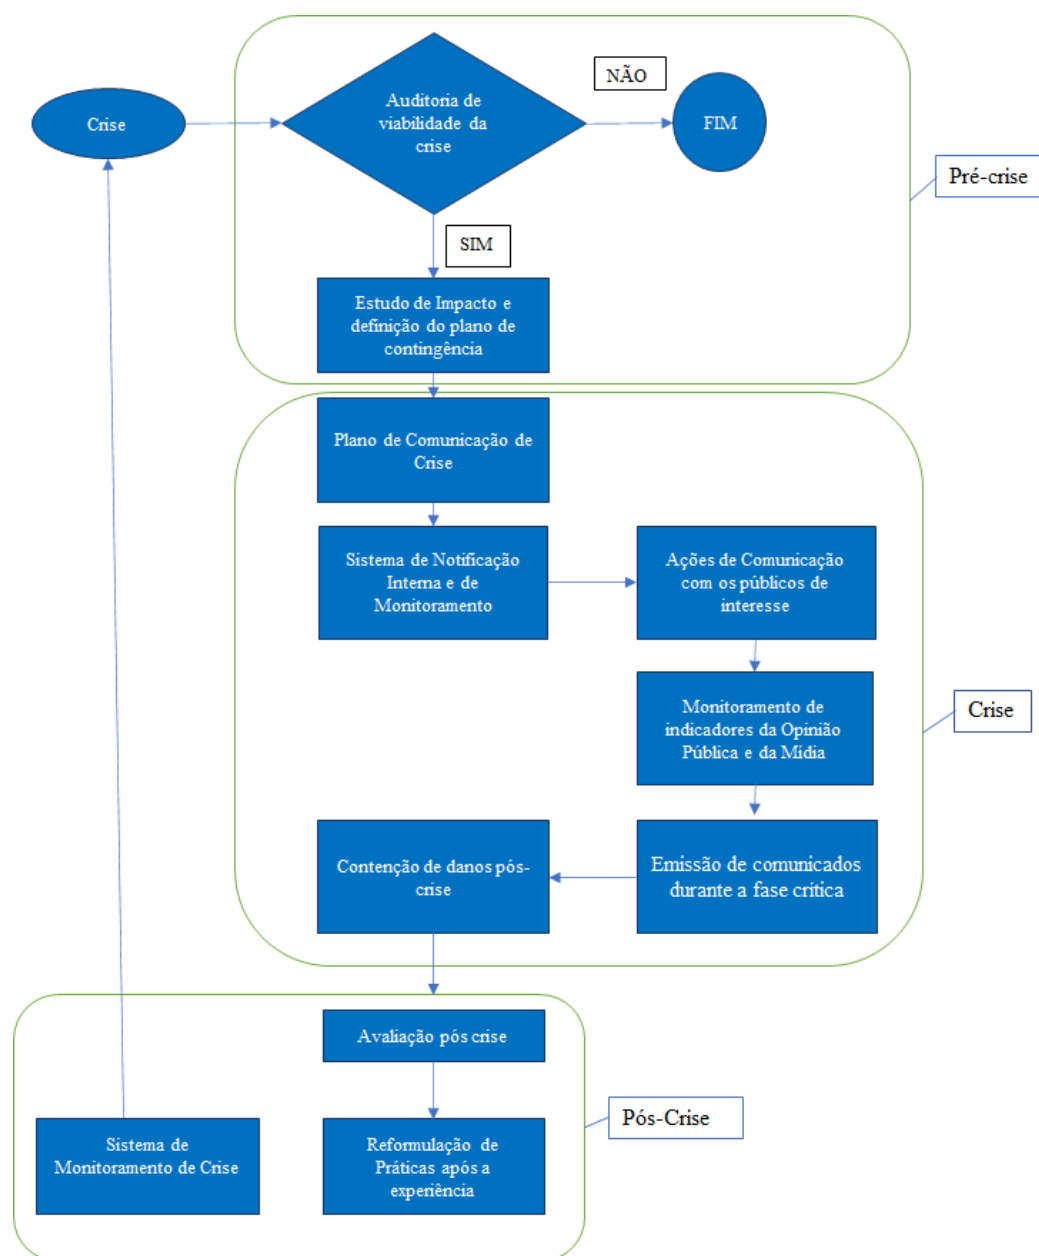 Crise
Auditoria de
viabilidade da
crise
NÃO
FIM
Pré-crise
SIM
Estudo de Impacto e
definição do plano de
contingência
Plano de Comunicação de
Crise
Sistema de Notificação
Interna e de
Monitoramento
Ações de Comunicação
com os públicos de
interesse
Monitoramento de
indicadores da Opinião
Pública e da Mídia
Crise
Emissão de comunicados
durante a fase crítica
Contenção de danos pós-
crise
Avaliação pós crise
Pós-Crise
Sistema de
Monitoramento de Crise
Reformulação de
Práticas após a
experiência